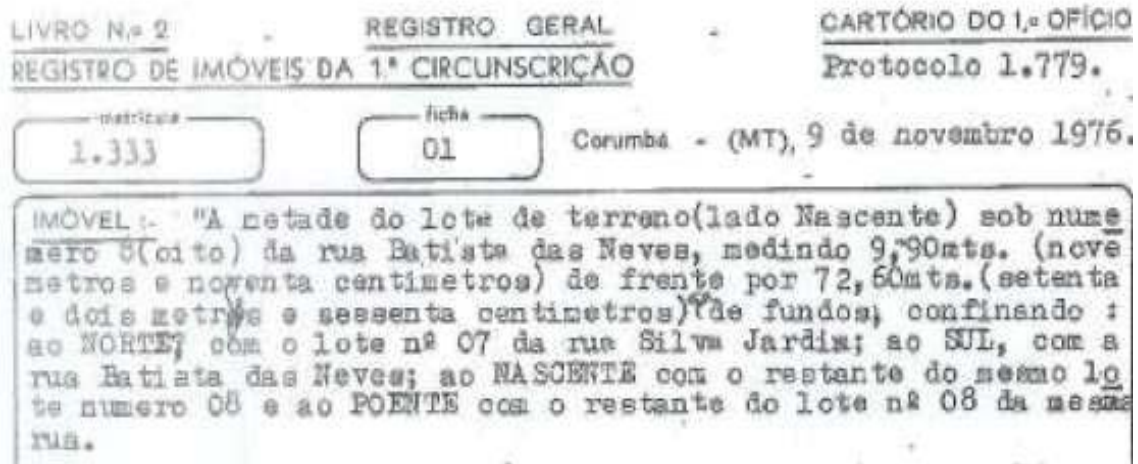 LIVRO N.º 2 REGISTRO GERAL CARTÓRIO DO 1.º OFÍCIO
REGISTRO DE IMÓVEIS DA 1ª CIRCUNSCRIÇÃO Protocolo 1.779.
matrícula ficha
1.333 01 Corumbá - (MT), 9 de novembro 1976.
IMÓVEL:- "A metade do lote de terreno(lado Nascente) sob nume
mero 8(oito) da rua Batista das Neves, medindo 9,90mts. (nove
metros e noventa centimetros) de frente por 72,60mts.(setenta
e dois metros e sessenta centimetros) de fundos, confinando :
ao NORTE, com o lote nº 07 da rua Silva Jardim; ao SUL, com a
rua Batista das Neves; ao NASCENTE com o restante do mesmo lo
te numero 08 e ao POENTE com o restante do lote nº 08 da mesma
rua.